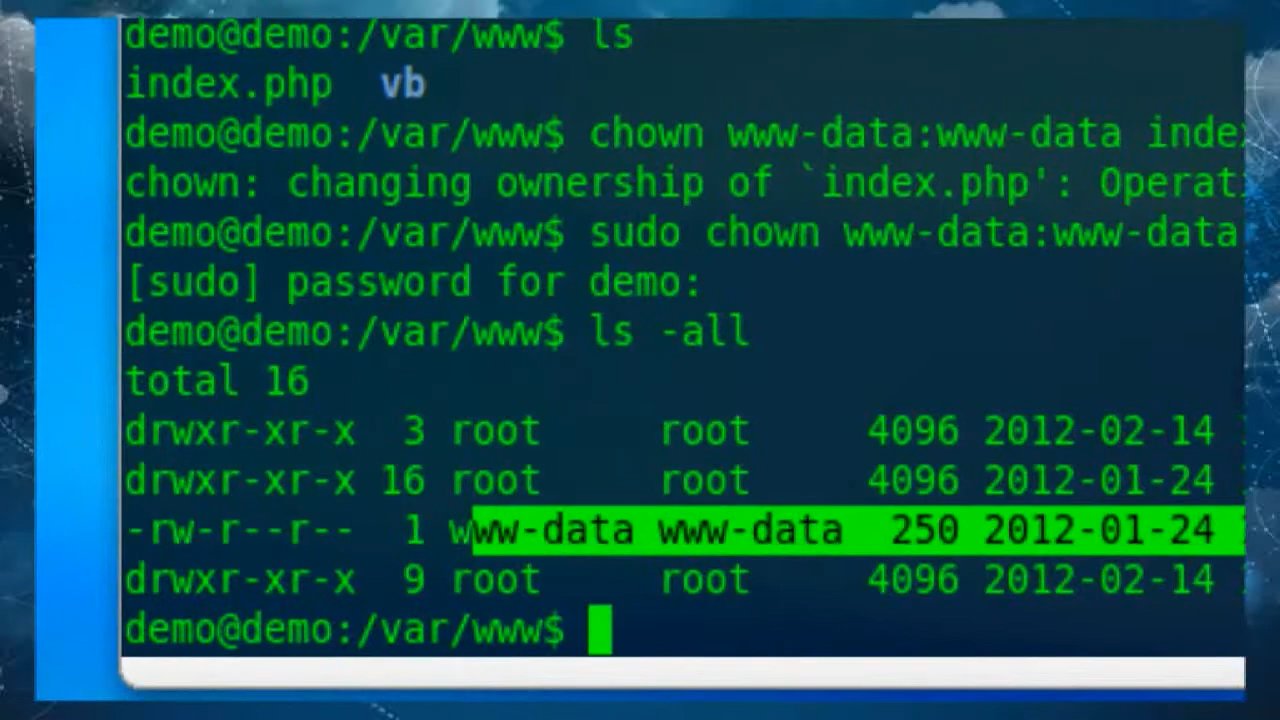 demo@demo:/var/www$ ls
index.php  vb
demo@demo:/var/www$ chown www-data:www-data
chown: changing ownership of `index.php':
demo@demo:/var/www$ sudo chown www-data:www-data
[sudo] password for demo:
demo@demo:/var/www$ ls -all
total 16
drwxr-xr-x  3 root     root     4096 2012-02-14
drwxr-xr-x 16 root     root     4096 2012-01-24
-rw-r--r--  1 www-data www-data  250 2012-01-24
drwxr-xr-x  9 root     root     4096 2012-02-14
demo@demo:/var/www$